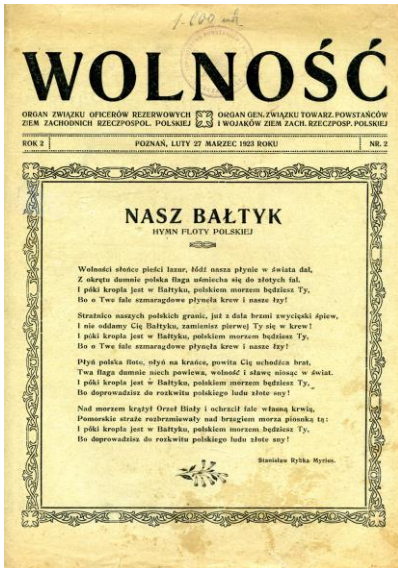 1-600 mk
WOLNOŚĆ
ORGAN ZWIĄZKU OFICERÓW REZERWOWYCH
ZIEM ZACHODNICH RZECZPOSPOL. POLSKIEJ
ORGAN GEN. ZWIĄZKU TOWARZ. POWSTAŃCÓW
I WOJAKÓW ZIEM ZACH. RZECZPOSP. POLSKIEJ
ROK 2
POZNAŃ, LUTY 27 MARZEC 1923 ROKU
NR. 2
NASZ BAŁTYK
HYMN FLOTY POLSKIEJ
Wolności słońce pieści lazur, łódź nasza płynie w świata dal,
Z okrętu dumnie polska flaga uśmiecha się do złotych fal.
I póki kropla jest w Bałtyku, polskiem morzem będziesz Ty,
Bo o Twe fale szmaragdowe płynęła krew i nasze łzy!
Strażnico naszych polskich granic, już z dala brzmi zwycięski śpiew,
I nie oddamy Cię Bałtyku, zamienisz pierwej Ty się w krew!
I póki kropla jest w Bałtyku, polskiem morzem będziesz Ty,
Bo o Twe fale szmaragdowe płynęła krew i nasze łzy!
Płyń polska floto, płyń na krańce, powita Cię uchodźca brat,
Twa flaga dumnie niech powiewa, wolność i sławę niosąc w świat.
I póki kropla jest w Bałtyku, polskiem morzem będziesz Ty,
Bo doprowadzisz do rozkwitu polskiego ludu złote sny!
Nad morzem krążył Orzeł Biały i ochrzcił fale własną krwią,
Pomorskie straże rozbrzmiewały nad brzegiem morza piosnką tą:
I póki kropla jest w Bałtyku, polskiem morzem będziesz Ty,
Bo doprowadzisz do rozkwitu polskiego ludu złote sny!
Stanisław Rybka Myrius.